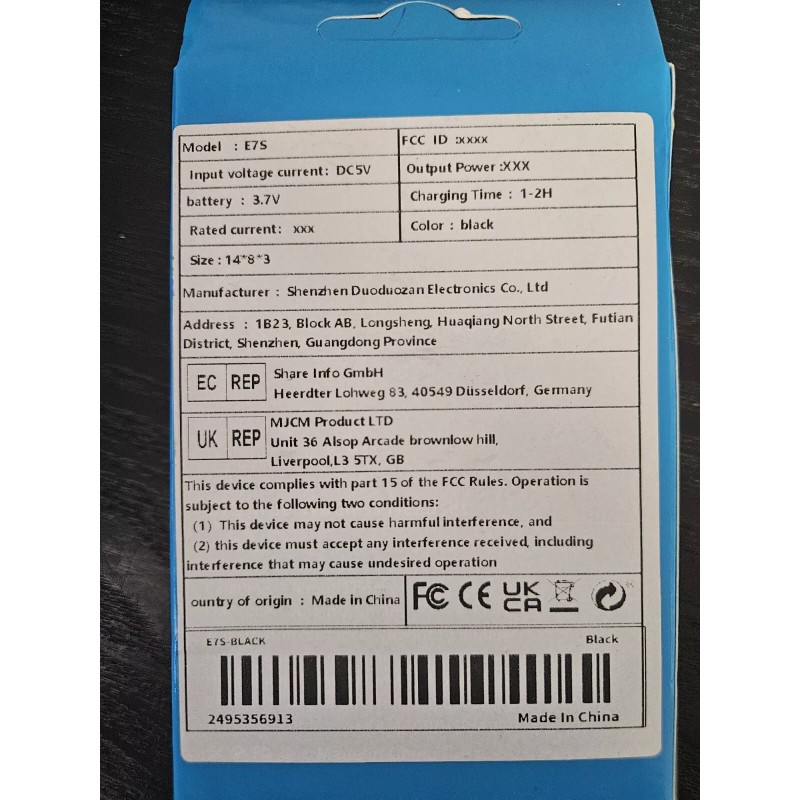 Model : E7S
FCC ID :xxxx
Input voltage current: DC5V
Output Power :XXX
battery : 3.7V
Charging Time : 1-2H
Rated current: xxx
Color : black
Size : 14*8*3
Manufacturer : Shenzhen Duoduozan Electronics Co., Ltd
Address : 1B23, Block AB, Longsheng, Huaqiang North Street, Futian
District, Shenzhen, Guangdong Province
EC REP
Share Info GmbH
Heerdter Lohweg 83, 40549 Düsseldorf, Germany
UK REP
MJCM Product LTD
Unit 36 Alsop Arcade brownlow hill,
Liverpool,L3 5TX, GB
This device complies with part 15 of the FCC Rules. Operation is
subject to the following two conditions:
(1) This device may not cause harmful interference, and
(2) this device must accept any interference received, including
interference that may cause undesired operation
ountry of origin : Made in China
FC CE UK
CA
E7S-BLACK
Black
2495356913
Made In China